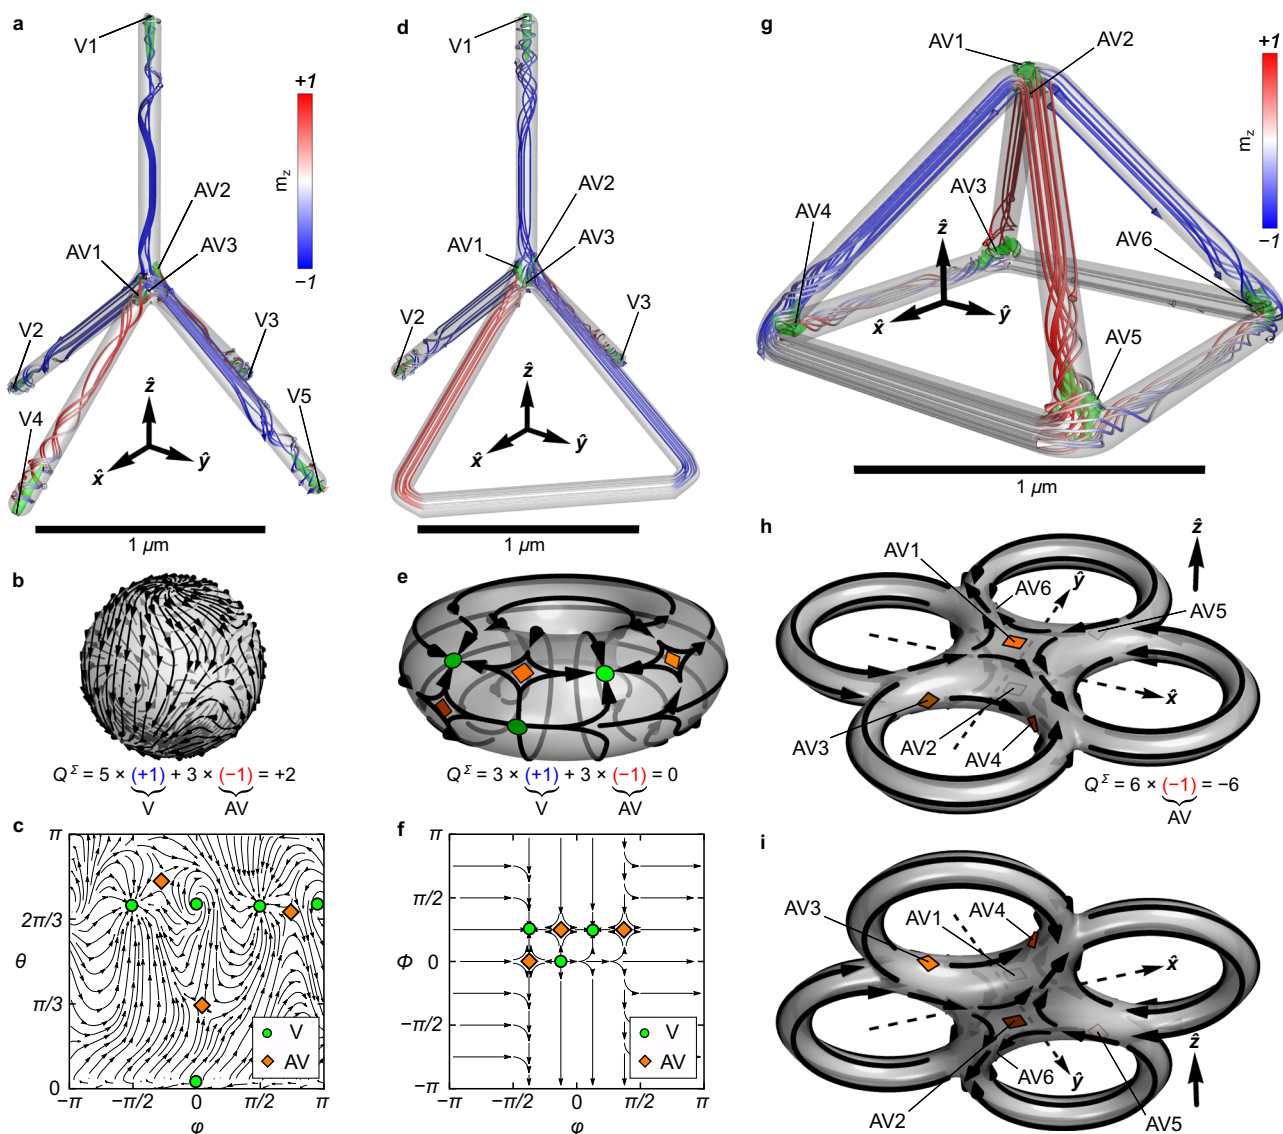 a
V1
+1
m_z
−1
AV2
AV1
AV3
V2
V3
V4
V5
ẑ
x̂
ŷ
1 µm
b
Q^Σ = 5 × (+1) + 3 × (−1) = +2
V
AV
c
π
2π/3
θ
π/3
0
V
AV
−π
−π/2
0
π/2
π
φ
d
V1
AV2
AV1
AV3
V2
V3
ẑ
x̂
ŷ
1 µm
e
Q^Σ = 3 × (+1) + 3 × (−1) = 0
V
AV
f
π
π/2
Φ
0
−π/2
−π
V
AV
−π
−π/2
0
π/2
π
φ
g
AV1
AV2
+1
m_z
−1
AV3
AV4
AV6
AV5
ẑ
x̂
ŷ
1 µm
h
AV1
AV6
ŷ
ẑ
AV5
x̂
AV3
AV2
AV4
Q^Σ = 6 × (−1) = −6
AV
i
AV3
AV1
AV4
x̂
ẑ
AV6
ŷ
AV2
AV5